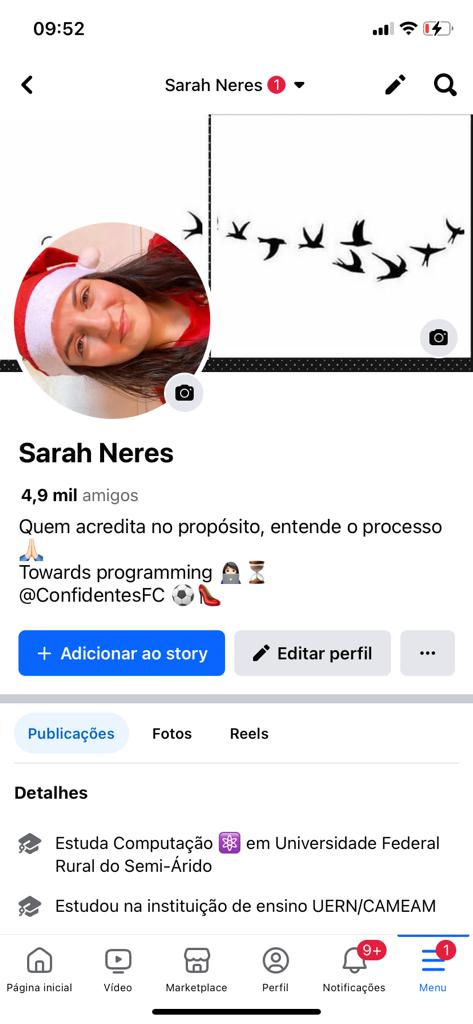 09:52
Sarah Neres 1
Sarah Neres
4,9 mil amigos
Quem acredita no propósito, entende o processo
🙏🏻
Towards programming 👩🏻‍💻⏳
@ConfidentesFC ⚽👠
+ Adicionar ao story
Editar perfil
Publicações
Fotos
Reels
Detalhes
Estuda Computação ⚛️ em Universidade Federal
Rural do Semi-Árido
Estudou na instituição de ensino UERN/CAMEAM
9+
1
Página inicial
Vídeo
Marketplace
Perfil
Notificações
Menu